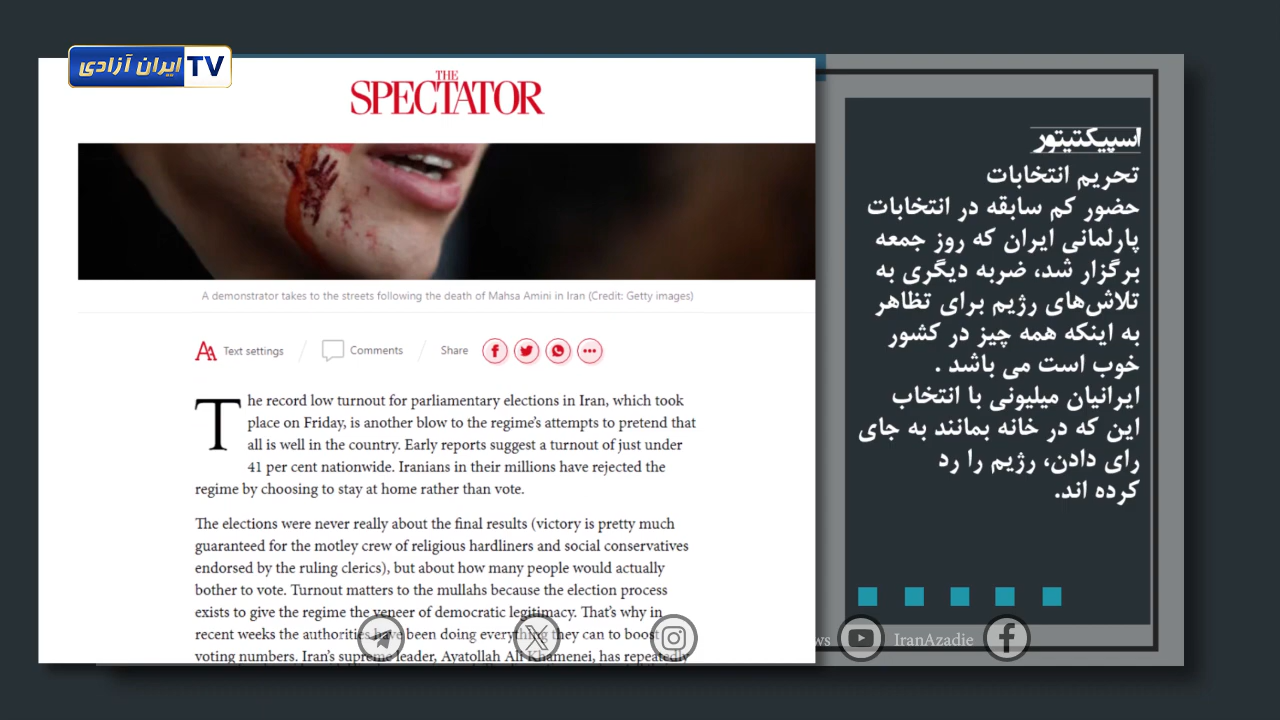 ایران آزادی TV
THE
SPECTATOR
A demonstrator takes to the streets following the death of Mahsa Amini in Iran (Credit: Getty images)
Text settings
Comments
Share
The record low turnout for parliamentary elections in Iran, which took
place on Friday, is another blow to the regime's attempts to pretend that
all is well in the country. Early reports suggest a turnout of just under
41 per cent nationwide. Iranians in their millions have rejected the
regime by choosing to stay at home rather than vote.
The elections were never really about the final results (victory is pretty much
guaranteed for the motley crew of religious hardliners and social conservatives
endorsed by the ruling clerics), but about how many people would actually
bother to vote. Turnout matters to the mullahs because the election process
exists to give the regime the veneer of democratic legitimacy. That's why in
recent weeks the authorities have been doing everything they can to boost
voting numbers. Iran's supreme leader, Ayatollah Ali Khamenei, has repeatedly
اسپیکتیتور
تحریم انتخابات
حضور کم سابقه در انتخابات
پارلمانی ایران که روز جمعه
برگزار شد، ضربه دیگری به
تلاش‌های رژیم برای تظاهر
به اینکه همه چیز در کشور
خوب است می باشد .
ایرانیان میلیونی با انتخاب
این که در خانه بمانند به جای
رای دادن، رژیم را رد
کرده اند.
IranAzadie